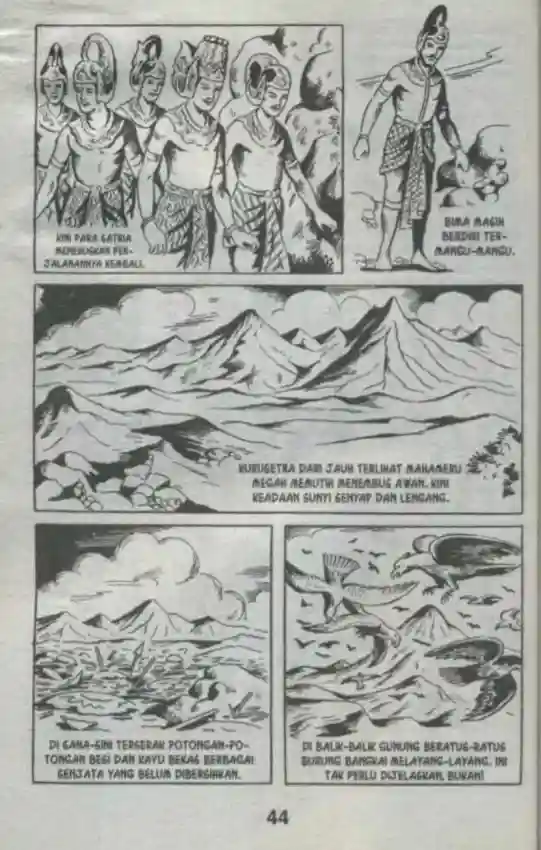 KINI PARA SATRIA
MENERUSKAN PER-
JALANANNYA KEMBALI.
BIMA MASIH
BERDIRI TER-
MANGU-MANGU.
KURUSETRA DARI JAUH TERLIHAT MAHAMERU
MEGAH MEMUTIH MENEMBUS AWAN. KINI
KEADAAN SUNYI SENYAP DAN LENGANG.
DI SANA-SINI TERSERAK POTONGAN-PO-
TONGAN BESI DAN KAYU BEKAS BERBAGAI
SENJATA YANG BELUM DIBERSIHKAN.
DI BALIK-BALIK GUNUNG BERATUS-RATUS
BURUNG BANGKAI MELAYANG-LAYANG. INI
TAK PERLU DIJELASKAN, BUKAN!
44